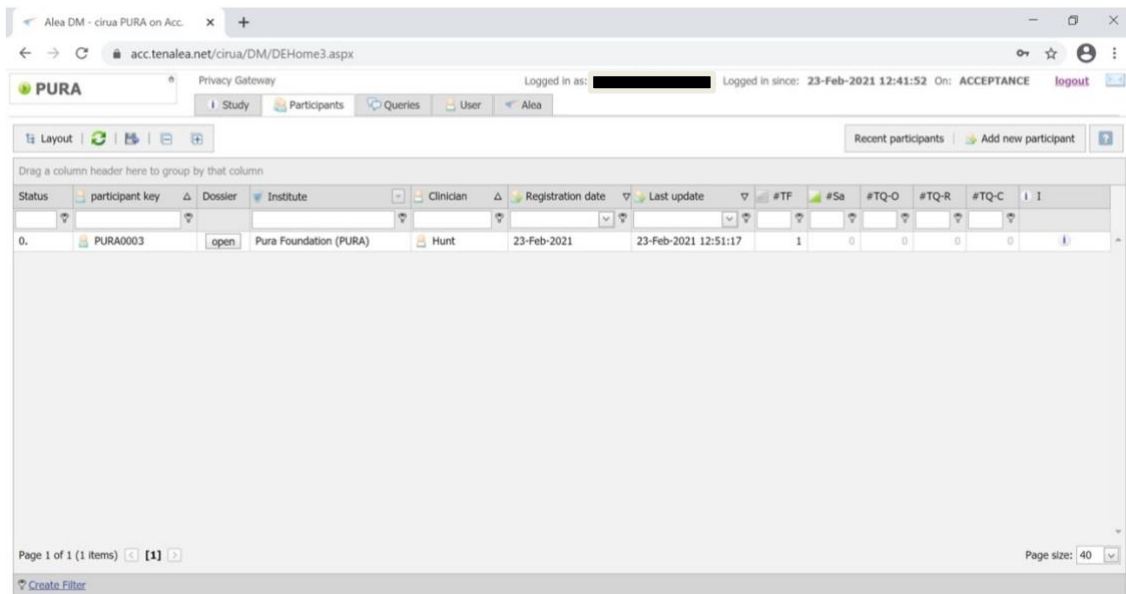 Alea DM - cirua PURA on Acc.
acc.tenalea.net/cirua/DM/DEHome3.aspx
PURA
Privacy Gateway
Logged in as:
Logged in since: 23-Feb-2021 12:41:52 On: ACCEPTANCE
logout
Study Participants Queries User Alea
Layout
Recent participants Add new participant
Drag a column header here to group by that column
Status participant key Dossier Institute Clinician Registration date Last update #TF #Sa #TQ-O #TQ-R #TQ-C I
0. PURA0003 open Pura Foundation (PURA) Hunt 23-Feb-2021 23-Feb-2021 12:51:17 1 0 0 0 0
Page 1 of 1 (1 items) [1]
Page size: 40
Create Filter